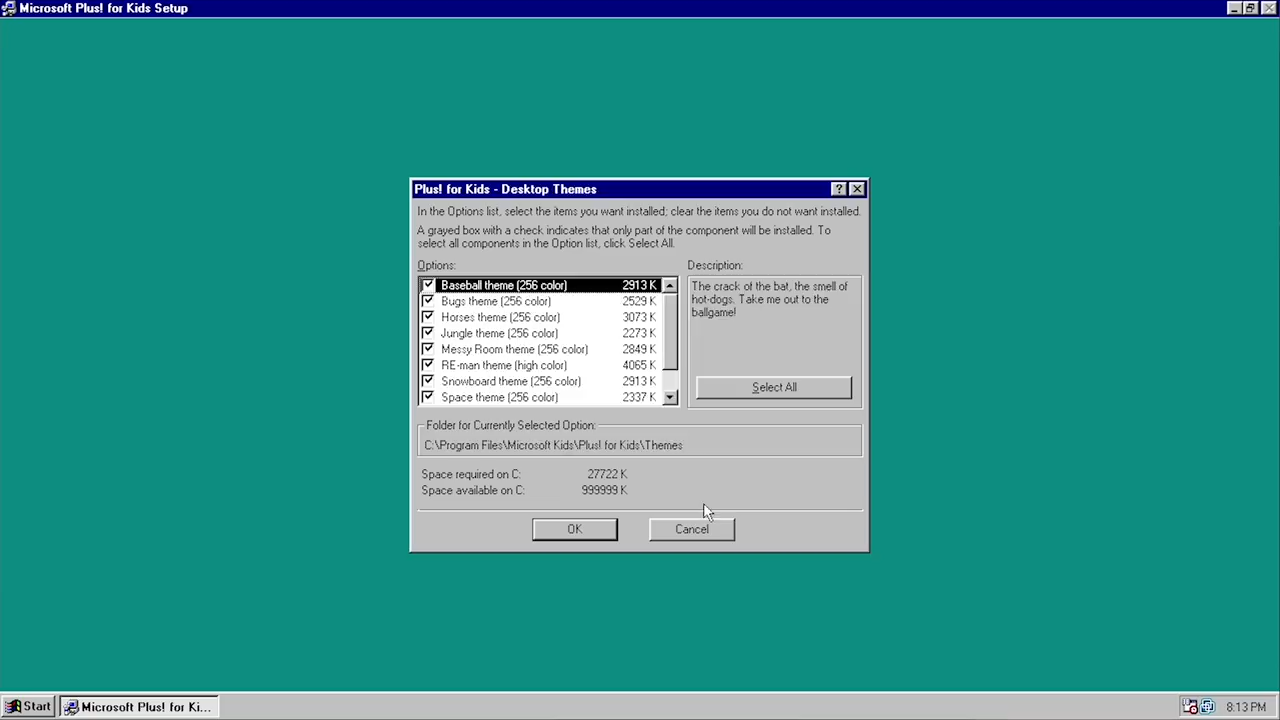 Microsoft Plus! for Kids Setup
Plus! for Kids - Desktop Themes
In the Options list, select the items you want installed; clear the items you do not want installed.
A grayed box with a check indicates that only part of the component will be installed. To
select all components in the Option list, click Select All.
Options:
Baseball theme (256 color) 2913 K
Bugs theme (256 color) 2529 K
Horses theme (256 color) 3073 K
Jungle theme (256 color) 2273 K
Messy Room theme (256 color) 2849 K
RE-man theme (high color) 4065 K
Snowboard theme (256 color) 2913 K
Space theme (256 color) 2337 K
Description:
The crack of the bat, the smell of
hot-dogs. Take me out to the
ballgame!
Select All
Folder for Currently Selected Option:
C:\Program Files\Microsoft Kids\Plus! for Kids\Themes
Space required on C: 27722 K
Space available on C: 999999 K
OK
Cancel
Start
Microsoft Plus! for Ki...
8:13 PM